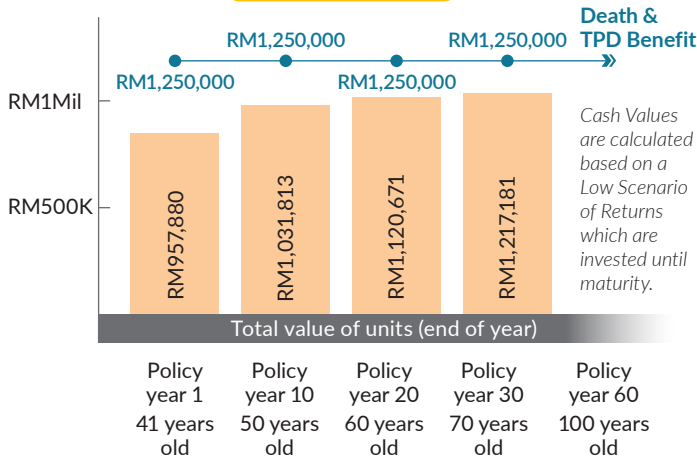 Death &
TPD Benefit
RM1,250,000
RM1,250,000
RM1,250,000
RM1,250,000
RM1Mil
RM500K
RM957,880
RM1,031,813
RM1,120,671
RM1,217,181
Cash Values
are calculated
based on a
Low Scenario
of Returns
which are
invested until
maturity.
Total value of units (end of year)
Policy
year 1
41 years
old
Policy
year 10
50 years
old
Policy
year 20
60 years
old
Policy
year 30
70 years
old
Policy
year 60
100 years
old